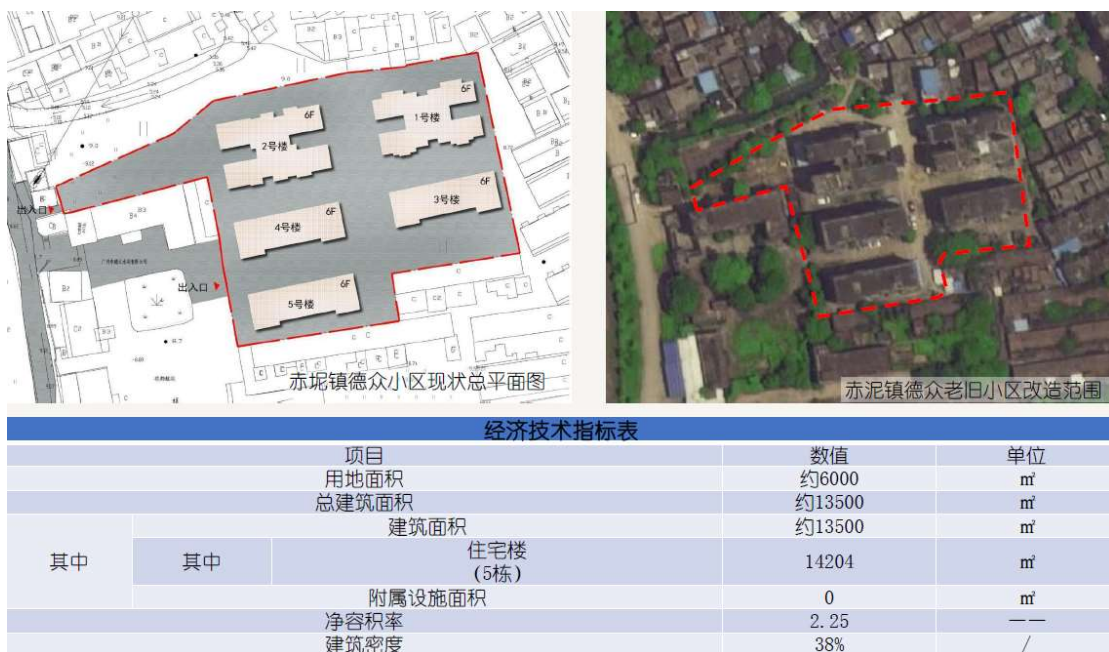 6F
1号楼
6F
2号楼
6F
3号楼
6F
4号楼
6F
5号楼
出入口
出入口
赤坭镇德众小区现状总平面图
赤泥镇德众老旧小区改造范围
经济技术指标表
项目 数值 单位
用地面积 约6000 ㎡
总建筑面积 约13500 ㎡
其中 建筑面积 约13500 ㎡
其中 住宅楼
(5栋) 14204 ㎡
附属设施面积 0 ㎡
净容积率 2.25 ——
建筑密度 38% /